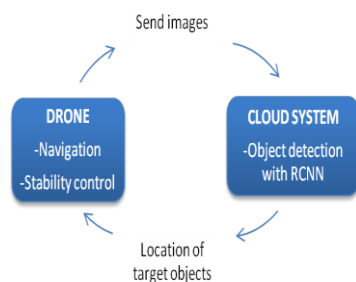 Send images
DRONE
-Navigation
-Stability control
CLOUD SYSTEM
-Object detection
with RCNN
Location of
target objects